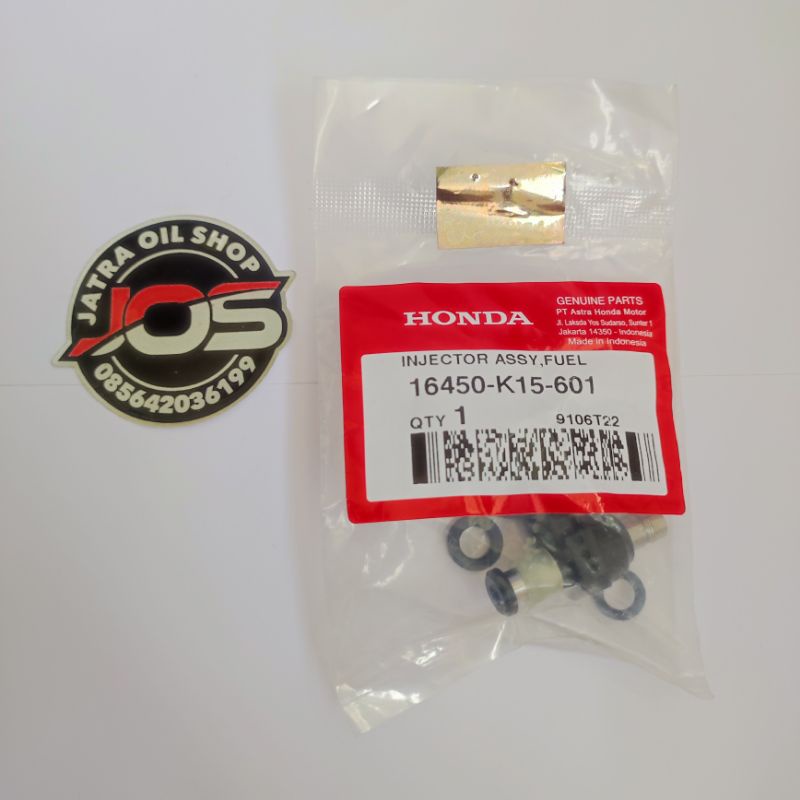 JATRA OIL SHOP
JOS
085642036199
HONDA
GENUINE PARTS
PT Astra Honda Motor
Jl. Laksda Yos Sudarso, Sunter 1
Jakarta 14350 - Indonesia
Made in Indonesia
INJECTOR ASSY,FUEL
16450-K15-601
QTY 1
9106T22